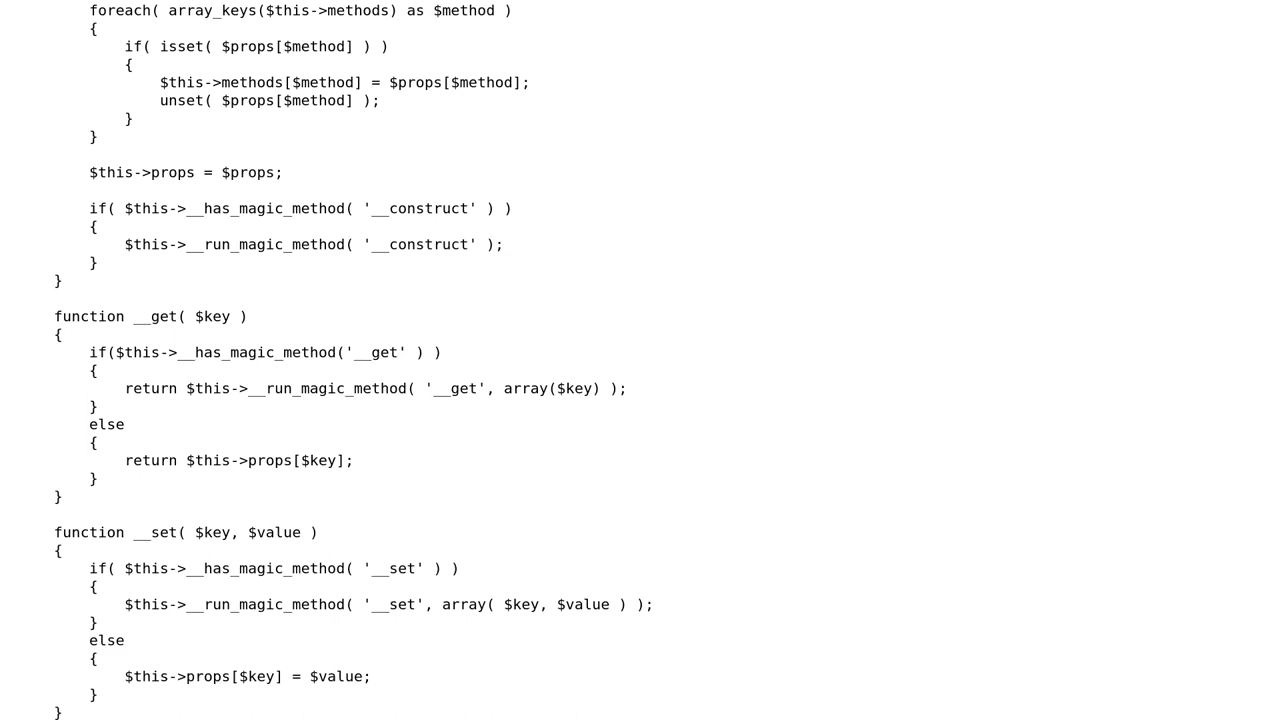 foreach( array_keys($this->methods) as $method )
{
if( isset( $props[$method] ) )
{
$this->methods[$method] = $props[$method];
unset( $props[$method] );
}
}
$this->props = $props;
if( $this->__has_magic_method( '__construct' ) )
{
$this->__run_magic_method( '__construct' );
}
}
function __get( $key )
{
if($this->__has_magic_method('__get' ) )
{
return $this->__run_magic_method( '__get', array($key) );
}
else
{
return $this->props[$key];
}
}
function __set( $key, $value )
{
if( $this->__has_magic_method( '__set' ) )
{
$this->__run_magic_method( '__set', array( $key, $value ) );
}
else
{
$this->props[$key] = $value;
}
}